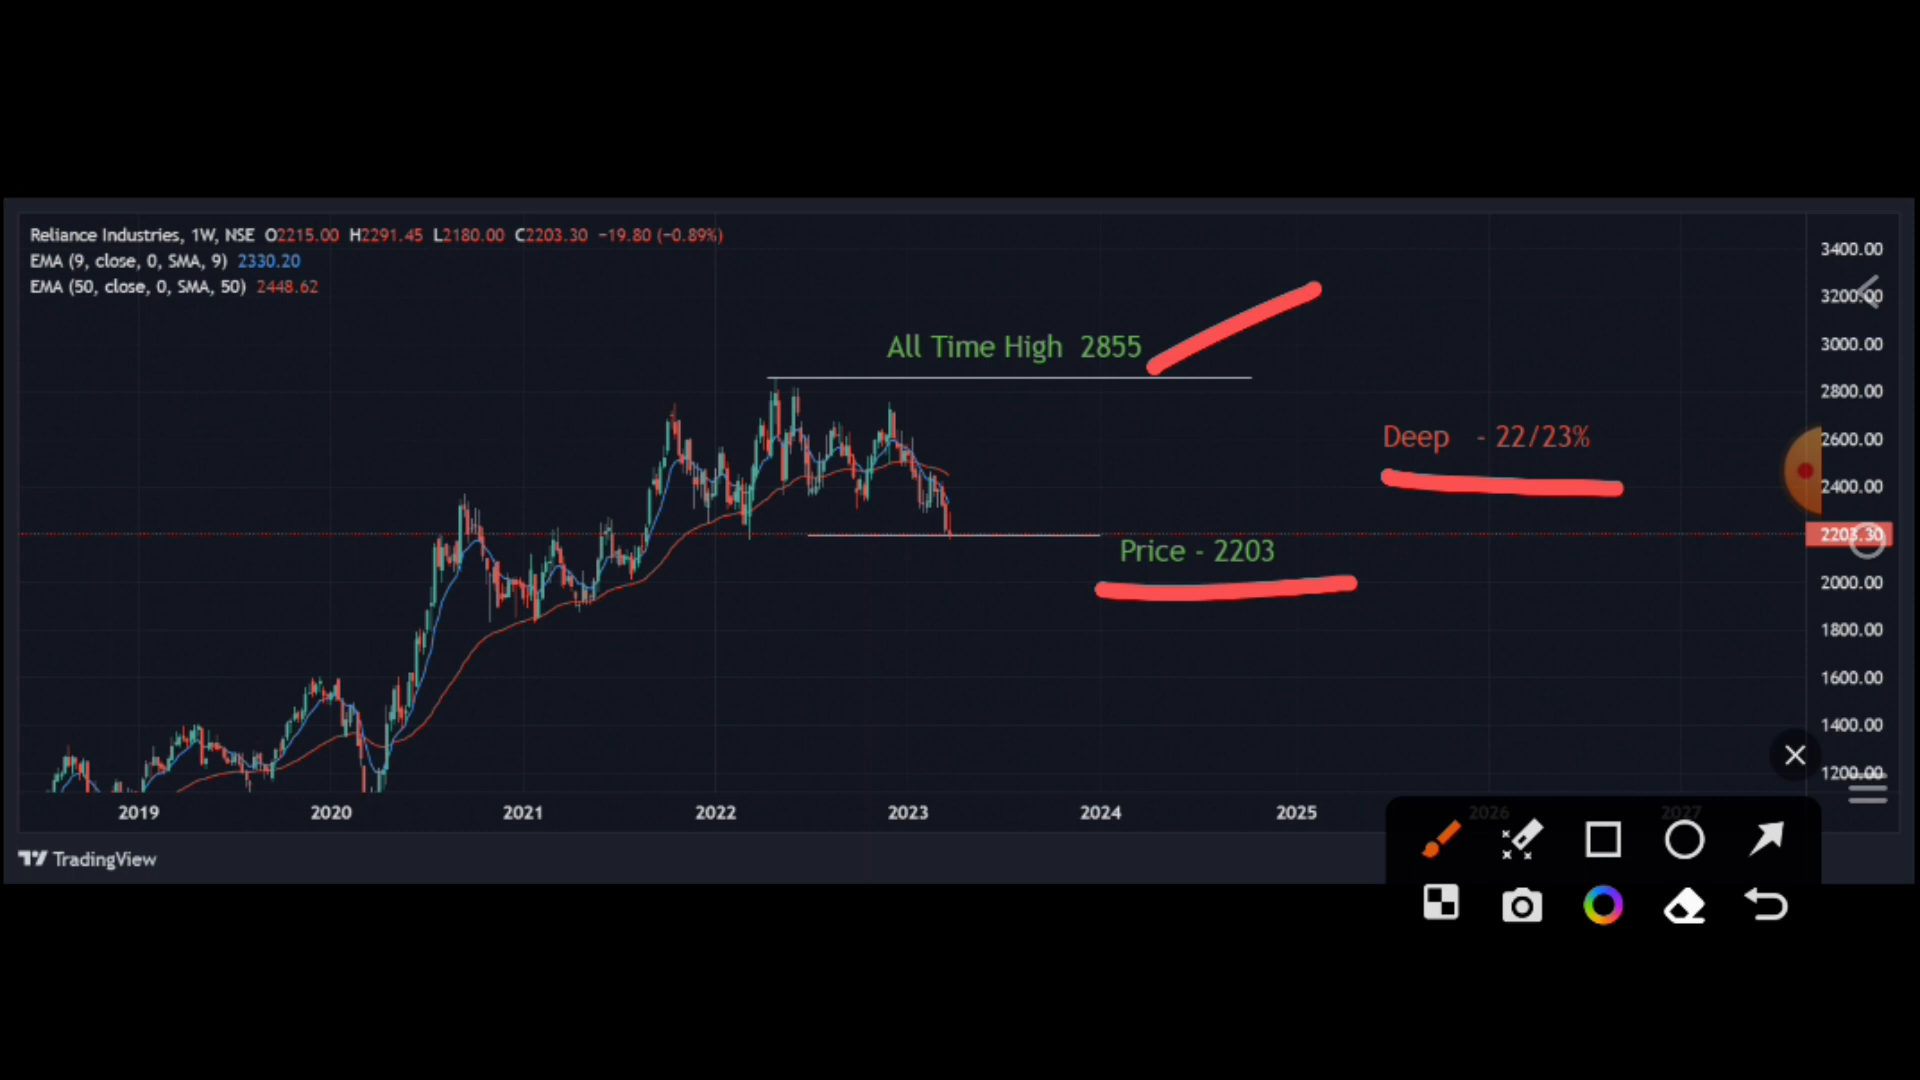 Reliance Industries, 1W, NSE O2215.00 H2291.45 L2180.00 C2203.30 −19.80 (−0.89%)
EMA (9, close, 0, SMA, 9) 2330.20
EMA (50, close, 0, SMA, 50) 2448.62
3400.00
3200.00
All Time High 2855
3000.00
2800.00
Deep - 22/23%
2600.00
2400.00
2203.30
Price - 2203
2000.00
1800.00
1600.00
1400.00
1200.00
2019 2020 2021 2022 2023 2024 2025 2026 2027
TradingView